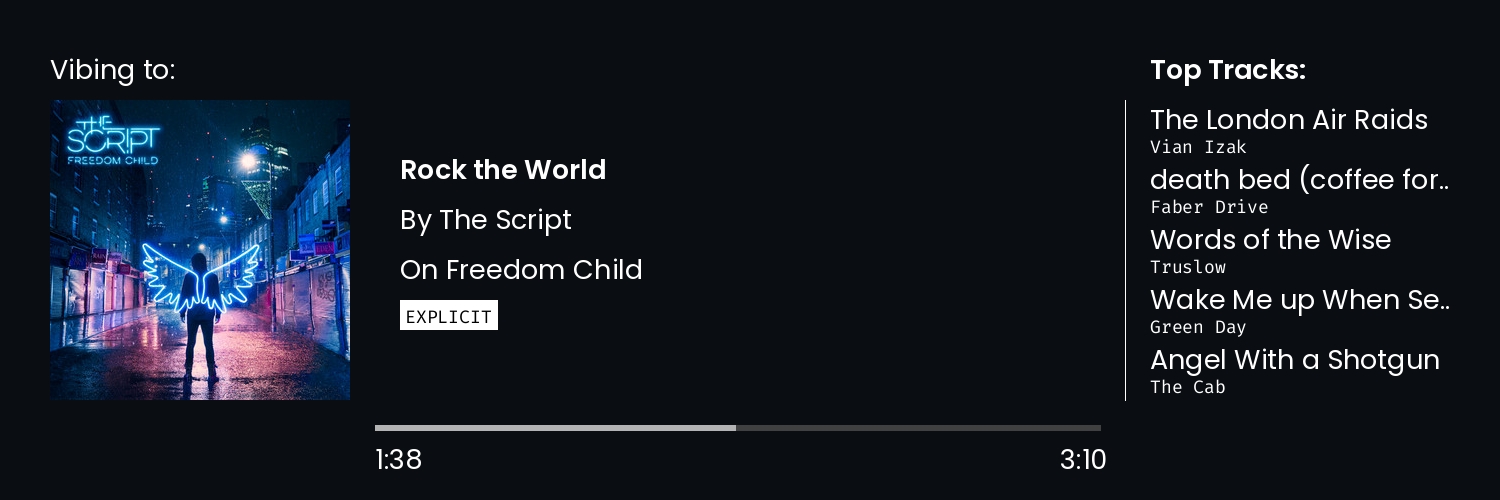 Vibing to:
THE
SCRIPT
FREEDOM CHILD
Rock the World
By The Script
On Freedom Child
EXPLICIT
1:38
3:10
Top Tracks:
The London Air Raids
Vian Izak
death bed (coffee for..
Faber Drive
Words of the Wise
Truslow
Wake Me up When Se..
Green Day
Angel With a Shotgun
The Cab